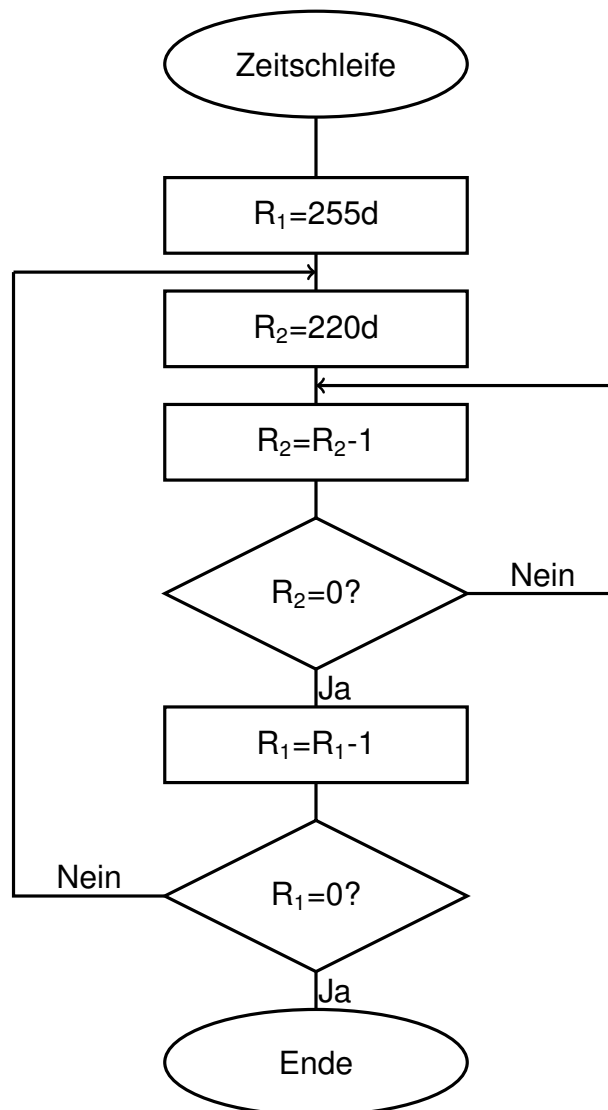 Zeitschleife
R₁=255d
R₂=220d
R₂=R₂-1
R₂=0?
Nein
Ja
R₁=R₁-1
Nein
R₁=0?
Ja
Ende